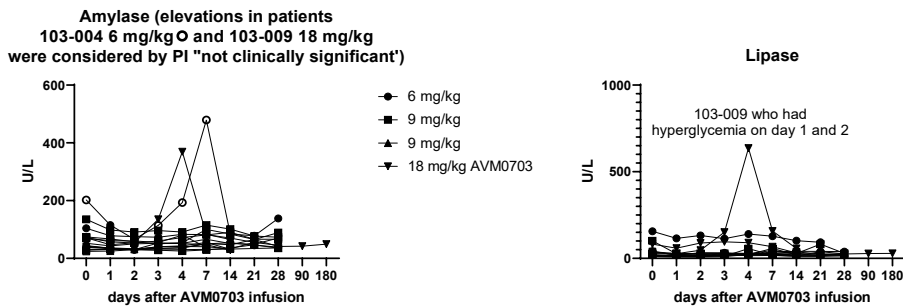 Amylase (elevations in patients
103-004 6 mg/kg O and 103-009 18 mg/kg
were considered by PI "not clinically significant')
600
400
200
0
U/L
0 1 2 3 4 7 14 21 28 90 180
days after AVM0703 infusion
6 mg/kg
9 mg/kg
9 mg/kg
18 mg/kg AVM0703
Lipase
103-009 who had
hyperglycemia on day 1 and 2
1000
500
0
U/L
0 1 2 3 4 7 14 21 28 90 180
days after AVM0703 infusion